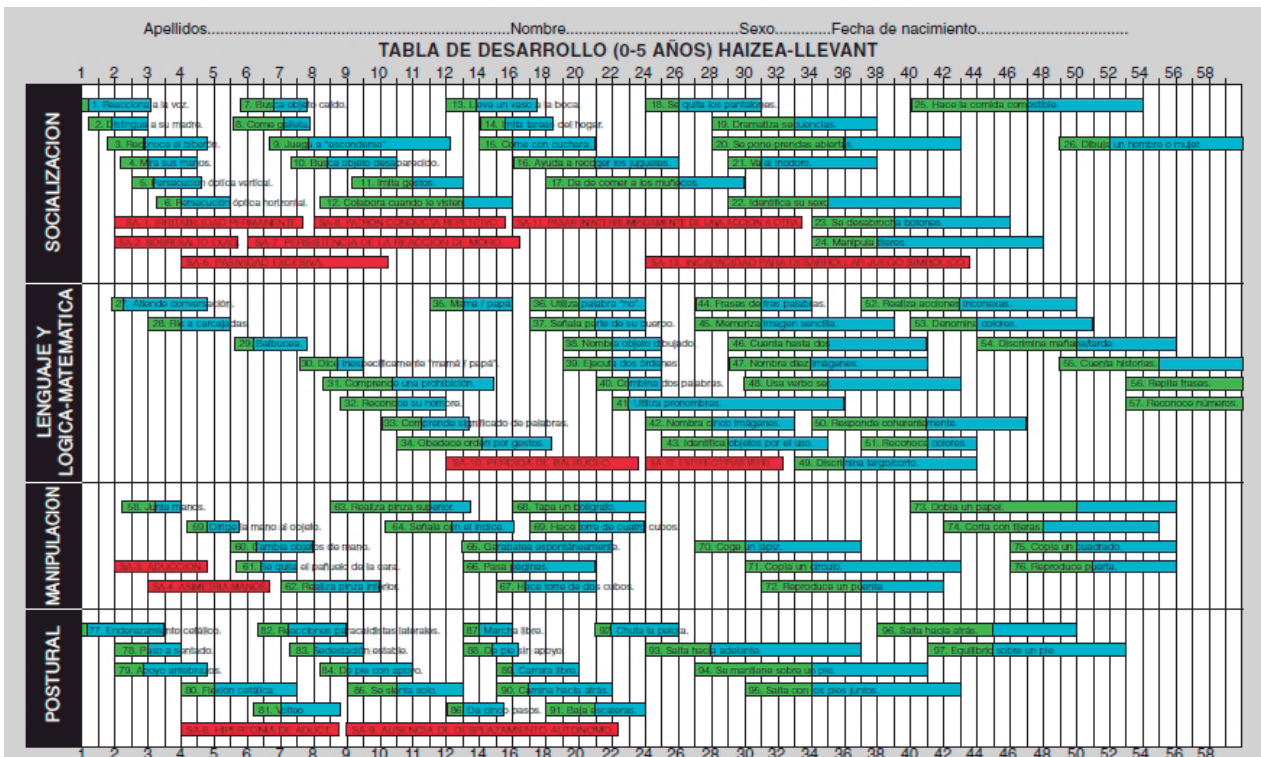 Apellidos.....................................................Nombre........................................Sexo.............Fecha de nacimiento...........................
TABLA DE DESARROLLO (0-5 AÑOS) HAIZEA-LLEVANT
1 2 3 4 5 6 7 8 9 10 11 12 13 14 15 16 17 18 19 20 21 22 24 26 28 30 32 34 36 38 40 42 44 46 48 50 52 54 56 58
SOCIALIZACION
1. Reacciona a la voz.
7. Busca objeto caído.
13. Lleva un vaso a la boca.
18. Se quita los pantalones.
25. Hace la comida comestible.
2. Distingue a su madre.
8. Come galleta.
14. Imita tareas del hogar.
19. Dramatiza secuencias.
3. Reconoce el biberón.
9. Juega a "esconderse".
15. Come con cuchara.
20. Se pone prendas abiertas.
26. Dibuja un hombre o mujer.
4. Mira sus manos.
10. Busca objeto desaparecido.
16. Ayuda a recoger los juguetes.
21. Va al inodoro.
5. Persecución óptica vertical.
11. Imita gestos.
17. Da de comer a los muñecos.
6. Persecución óptica horizontal.
12. Colabora cuando le visten.
22. Identifica su sexo.
23. Se desabrocha botones.
24. Manipula títeres.
LENGUAJE Y
LOGICA-MATEMATICA
27. Atiende conversación.
35. Mamá / papá.
36. Utiliza palabra "no".
44. Frases de tres palabras.
52. Realiza acciones inconexas.
28. Ríe a carcajadas.
37. Señala parte de su cuerpo.
45. Memoriza imagen sencilla.
53. Denomina colores.
29. Balbucea.
38. Nombra objeto dibujado.
46. Cuenta hasta dos.
54. Discrimina mañana/tarde.
30. Dice inespecíficamente "mamá / papá".
39. Ejecuta dos órdenes.
47. Nombre diez imágenes.
55. Cuenta historias.
31. Comprende una prohibición.
40. Combina dos palabras.
48. Usa verbo ser.
56. Repite frases.
32. Reconoce su nombre.
41. Utiliza pronombres.
57. Reconoce números.
33. Comprende significado de palabras.
42. Nombra cinco imágenes.
50. Responde coherentemente.
34. Obedece orden por gestos.
43. Identifica objetos por el uso.
51. Reconoce colores.
SA-10. PERDIDA DE BALBUCEO.
49. Discrimina largo/corto.
MANIPULACION
58. Junta manos.
63. Realiza pinza superior.
68. Tapa un bolígrafo.
73. Dobla un papel.
59. Dirige la mano al objeto.
64. Señala con el índice.
69. Hace torre de cuatro cubos.
74. Corta con tijeras.
60. Cambia objetos de mano.
65. Garabatea espontáneamente.
70. Coge un lápiz.
75. Copia un cuadrado.
61. Se quita el pañuelo de la cara.
66. Pasa páginas.
71. Copia un círculo.
76. Reproduce puerta.
62. Realiza pinza inferior.
67. Hace torre de dos cubos.
72. Reproduce un puente.
POSTURAL
77. Enderezamiento cefálico.
82. Reacciones paracaidistas laterales.
87. Marcha libre.
92. Chuta la pelota.
96. Salta hacia atrás.
78. Paso a sentado.
83. Sedestación estable.
88. De pie sin apoyo.
93. Salta hacia adelante.
97. Equilibrio sobre un pie.
79. Apoyo antebrazos.
84. De pie con apoyo.
89. Carrera libre.
94. Se mantiene sobre un pie.
80. Flexión cefálica.
85. Se sienta solo.
90. Camina hacia atrás.
95. Salta con los pies juntos.
81. Volteo.
86. Da cinco pasos.
91. Baja escaleras.
SA-9. AUSENCIA DE DESPLAZAMIENTO AUTONOMO.
1 2 3 4 5 6 7 8 9 10 11 12 13 14 15 16 17 18 19 20 21 22 24 26 28 30 32 34 36 38 40 42 44 46 48 50 52 54 56 58